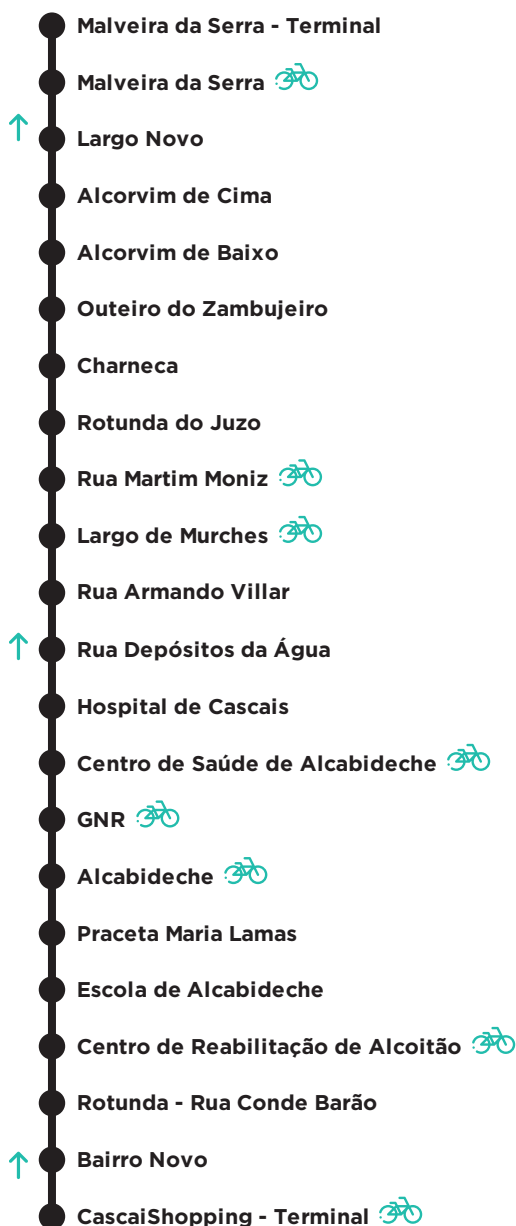 Malveira da Serra - Terminal
Malveira da Serra
Largo Novo
Alcorvim de Cima
Alcorvim de Baixo
Outeiro do Zambujeiro
Charneca
Rotunda do Juzo
Rua Martim Moniz
Largo de Murches
Rua Armando Villar
Rua Depósitos da Água
Hospital de Cascais
Centro de Saúde de Alcabideche
GNR
Alcabideche
Praceta Maria Lamas
Escola de Alcabideche
Centro de Reabilitação de Alcoitão
Rotunda - Rua Conde Barão
Bairro Novo
CascaiShopping - Terminal